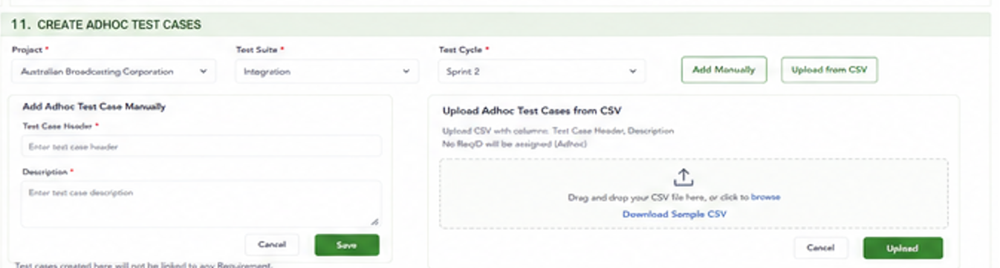 11. CREATE ADHOC TEST CASES
Project * Test Suite * Test Cycle *
Australian Broadcasting Corporation Integration Sprint 2 Add Manually Upload from CSV
Add Adhoc Test Case Manually
Test Case Header *
Enter test case header
Description *
Enter test case description
Cancel Save
Test cases created here will not be linked to any Requirement.
Upload Adhoc Test Cases from CSV
Upload CSV with columns: Test Case Header, Description
No ReqID will be assigned (Adhoc)
Drag and drop your CSV file here, or click to browse
Download Sample CSV
Cancel Upload